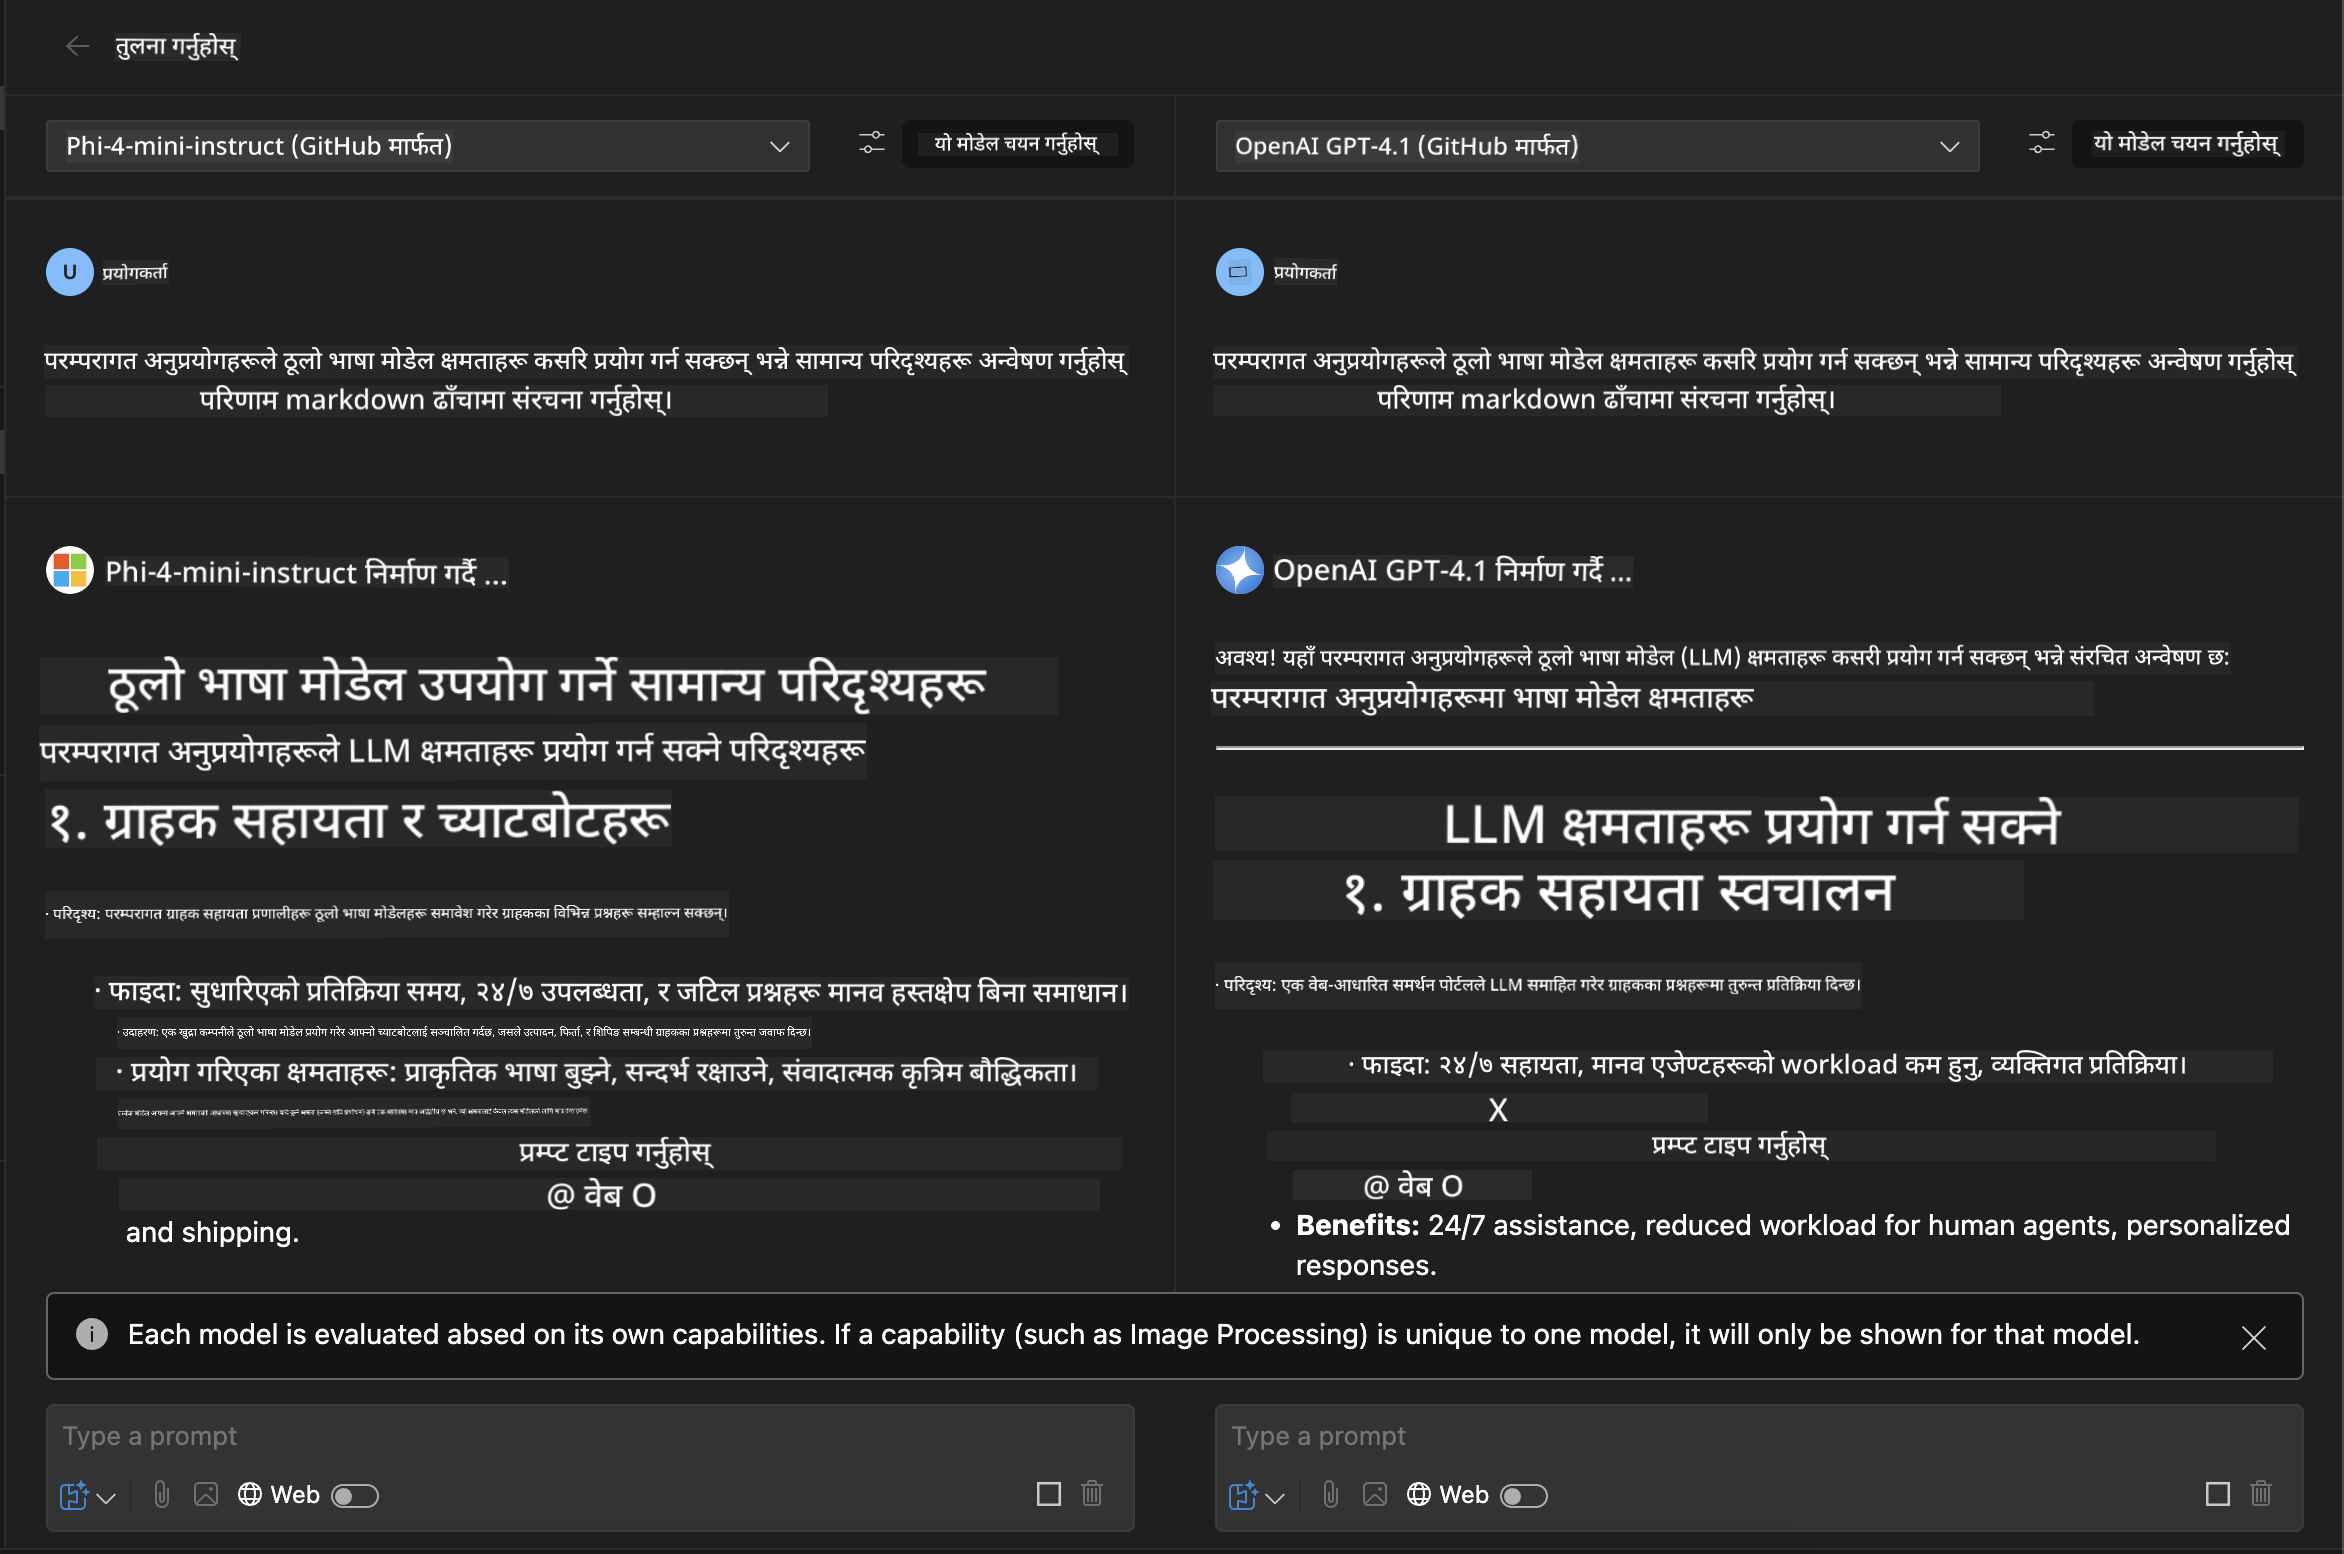 तुलना गर्नुहोस्
Phi-4-mini-instruct (GitHub मार्फत)
यो मोडेल चयन गर्नुहोस्
OpenAI GPT-4.1 (GitHub मार्फत)
यो मोडेल चयन गर्नुहोस्
U प्रयोगकर्ता
परम्परागत अनुप्रयोगहरूले ठूलो भाषा मोडेल क्षमताहरू कसरि प्रयोग गर्न सक्छन् भन्ने सामान्य परिदृश्यहरू अन्वेषण गर्नुहोस्
परिणाम markdown ढाँचामा संरचना गर्नुहोस्।
Phi-4-mini-instruct निर्माण गर्दै ...
ठूलो भाषा मोडेल उपयोग गर्ने सामान्य परिदृश्यहरू
परम्परागत अनुप्रयोगहरूले LLM क्षमताहरू प्रयोग गर्न सक्ने परिदृश्यहरू
१. ग्राहक सहायता र च्याटबोटहरू
· परिदृश्य: परम्परागत ग्राहक सहायता प्रणालीहरू ठूलो भाषा मोडेलहरू समावेश गरेर ग्राहकका विभिन्न प्रश्नहरू सम्हाल्न सक्छन्।
· फाइदा: सुधारिएको प्रतिक्रिया समय, २४/७ उपलब्धता, र जटिल प्रश्नहरू मानव हस्तक्षेप बिना समाधान।
· उदाहरण: एक खुद्रा कम्पनीले ठूलो भाषा मोडेल प्रयोग गरेर आफ्नो च्याटबोटलाई सञ्चालित गर्दछ, जसले उत्पादन, फिर्ता, र शिपिङ सम्बन्धी ग्राहकका प्रश्नहरूमा तुरुन्त जवाफ दिन्छ।
· प्रयोग गरिएका क्षमताहरू: प्राकृतिक भाषा बुझ्ने, सन्दर्भ रक्षाउने, संवादात्मक कृत्रिम बौद्धिकता।
प्रम्प्ट टाइप गर्नुहोस्
@ वेब O
and shipping.
प्रयोगकर्ता
परम्परागत अनुप्रयोगहरूले ठूलो भाषा मोडेल क्षमताहरू कसरि प्रयोग गर्न सक्छन् भन्ने सामान्य परिदृश्यहरू अन्वेषण गर्नुहोस्
परिणाम markdown ढाँचामा संरचना गर्नुहोस्।
OpenAI GPT-4.1 निर्माण गर्दै ...
अवश्य! यहाँ परम्परागत अनुप्रयोगहरूले ठूलो भाषा मोडेल (LLM) क्षमताहरू कसरी प्रयोग गर्न सक्छन् भन्ने संरचित अन्वेषण छ:
परम्परागत अनुप्रयोगहरूमा भाषा मोडेल क्षमताहरू
LLM क्षमताहरू प्रयोग गर्न सक्ने
१. ग्राहक सहायता स्वचालन
· परिदृश्य: एक वेब-आधारित समर्थन पोर्टलले LLM समाहित गरेर ग्राहकका प्रश्नहरूमा तुरुन्त प्रतिक्रिया दिन्छ।
· फाइदा: २४/७ सहायता, मानव एजेण्टहरूको workload कम हुनु, व्यक्तिगत प्रतिक्रिया।
X
प्रम्प्ट टाइप गर्नुहोस्
@ वेब O
• Benefits: 24/7 assistance, reduced workload for human agents, personalized
responses.
Each model is evaluated absed on its own capabilities. If a capability (such as Image Processing) is unique to one model, it will only be shown for that model.
Type a prompt
Web
Type a prompt
Web